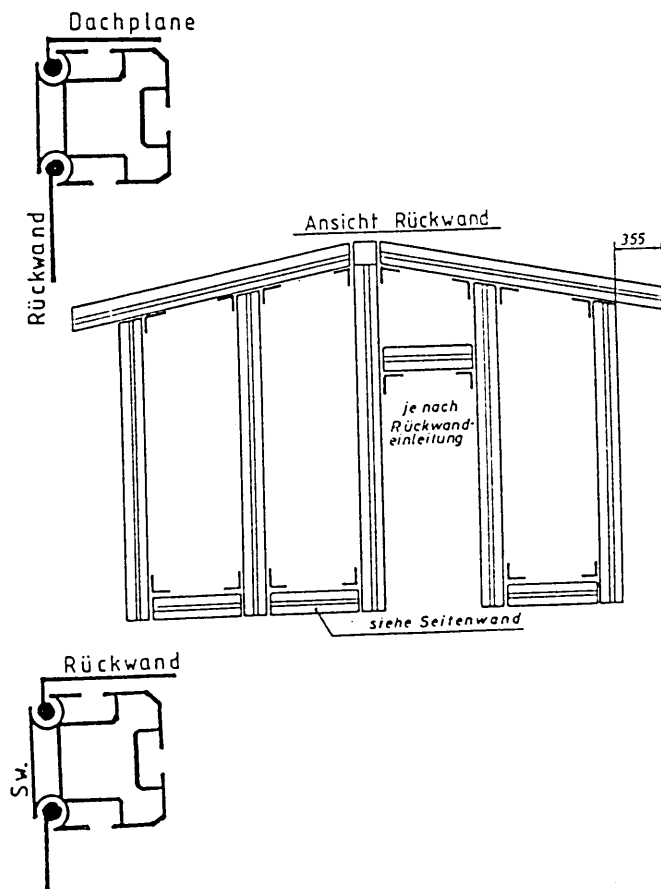 Dachplane
Rückwand
Ansicht Rückwand
355
je nach
Rückwand-
einleitung
siehe Seitenwand
Rückwand
Sw.